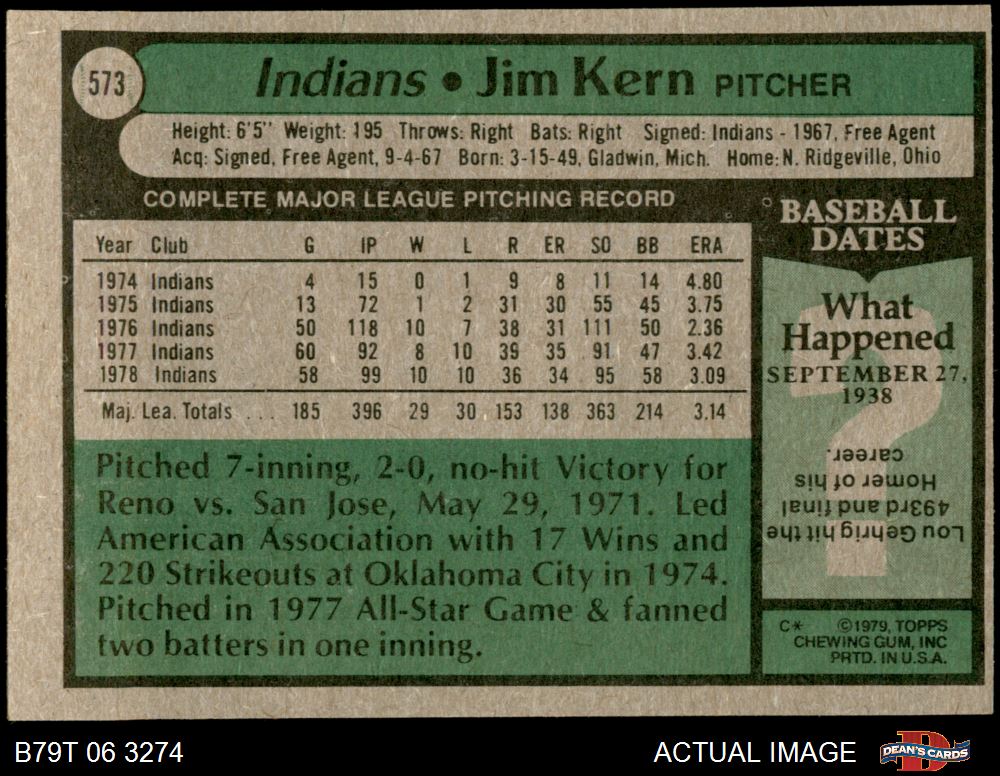 573
Indians • Jim Kern PITCHER
Height: 6'5" Weight: 195 Throws: Right Bats: Right Signed: Indians - 1967, Free Agent
Acq: Signed, Free Agent, 9-4-67 Born: 3-15-49, Gladwin, Mich. Home: N. Ridgeville, Ohio
COMPLETE MAJOR LEAGUE PITCHING RECORD
Year Club G IP W L R ER SO BB ERA
1974 Indians 4 15 0 1 9 8 11 14 4.80
1975 Indians 13 72 1 2 31 30 55 45 3.75
1976 Indians 50 118 10 7 38 31 111 50 2.36
1977 Indians 60 92 8 10 39 35 91 47 3.42
1978 Indians 58 99 10 10 36 34 95 58 3.09
Maj. Lea. Totals ... 185 396 29 30 153 138 363 214 3.14
Pitched 7-inning, 2-0, no-hit Victory for
Reno vs. San Jose, May 29, 1971. Led
American Association with 17 Wins and
220 Strikeouts at Oklahoma City in 1974.
Pitched in 1977 All-Star Game & fanned
two batters in one inning.
BASEBALL
DATES
What
Happened
SEPTEMBER 27,
1938
?
Lou Gehrig hit the
493rd and final
Homer of his
career.
C* ©1979, TOPPS
CHEWING GUM, INC
PRTD. IN U.S.A.
B79T 06 3274
ACTUAL IMAGE
D
DEAN'S CARDS